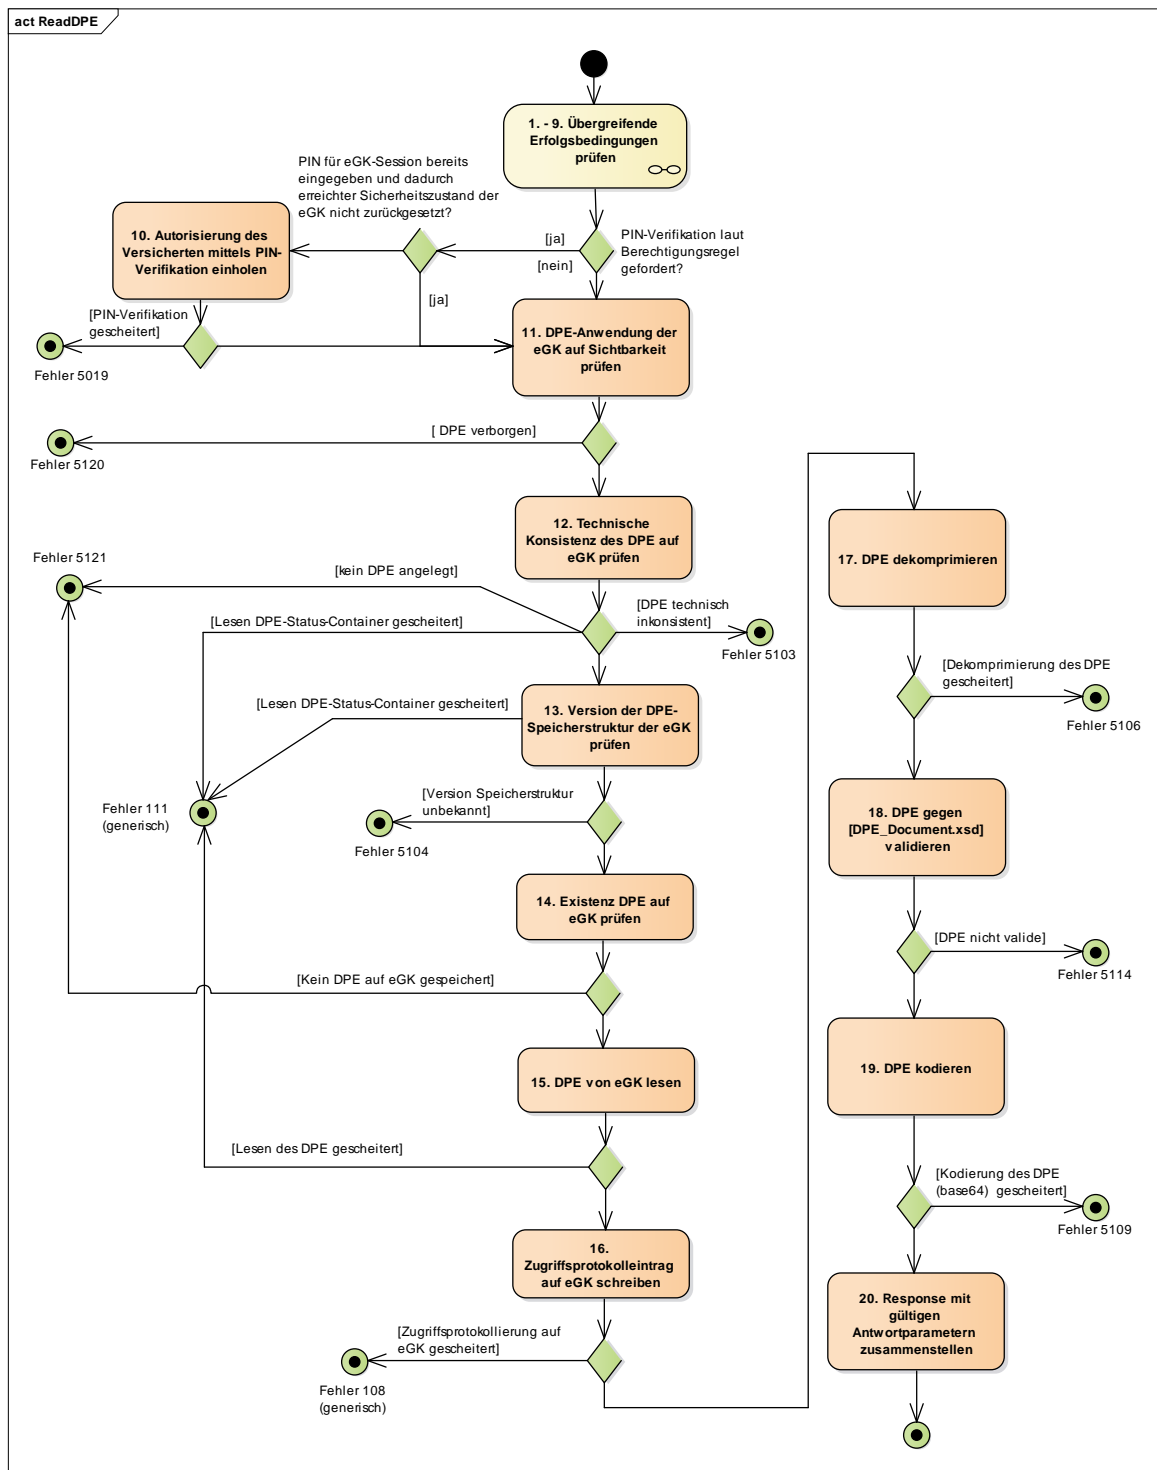 act ReadDPE
1. - 9. Übergreifende
Erfolgsbedingungen
prüfen
PIN für eGK-Session bereits
eingegeben und dadurch
erreichter Sicherheitszustand der
eGK nicht zurückgesetzt?
10. Autorisierung des
Versicherten mittels PIN-
Verifikation einholen
[ja]
[nein]
PIN-Verifikation laut
Berechtigungsregel
gefordert?
[ja]
[PIN-Verifikation
gescheitert]
Fehler 5019
11. DPE-Anwendung der
eGK auf Sichtbarkeit
prüfen
[ DPE verborgen]
Fehler 5120
12. Technische
Konsistenz des DPE auf
eGK prüfen
Fehler 5121
[kein DPE angelegt]
[Lesen DPE-Status-Container gescheitert]
[DPE technisch
inkonsistent]
Fehler 5103
[Lesen DPE-Status-Container gescheitert]
13. Version der DPE-
Speicherstruktur der eGK
prüfen
Fehler 111
(generisch)
[Version Speicherstruktur
unbekannt]
Fehler 5104
14. Existenz DPE auf
eGK prüfen
[Kein DPE auf eGK gespeichert]
15. DPE von eGK lesen
[Lesen des DPE gescheitert]
16.
Zugriffsprotokolleintrag
auf eGK schreiben
[Zugriffsprotokollierung auf
eGK gescheitert]
Fehler 108
(generisch)
17. DPE dekomprimieren
[Dekomprimierung des DPE
gescheitert]
Fehler 5106
18. DPE gegen
[DPE_Document.xsd]
validieren
[DPE nicht valide]
Fehler 5114
19. DPE kodieren
[Kodierung des DPE
(base64)  gescheitert]
Fehler 5109
20. Response mit
gültigen
Antwortparametern
zusammenstellen